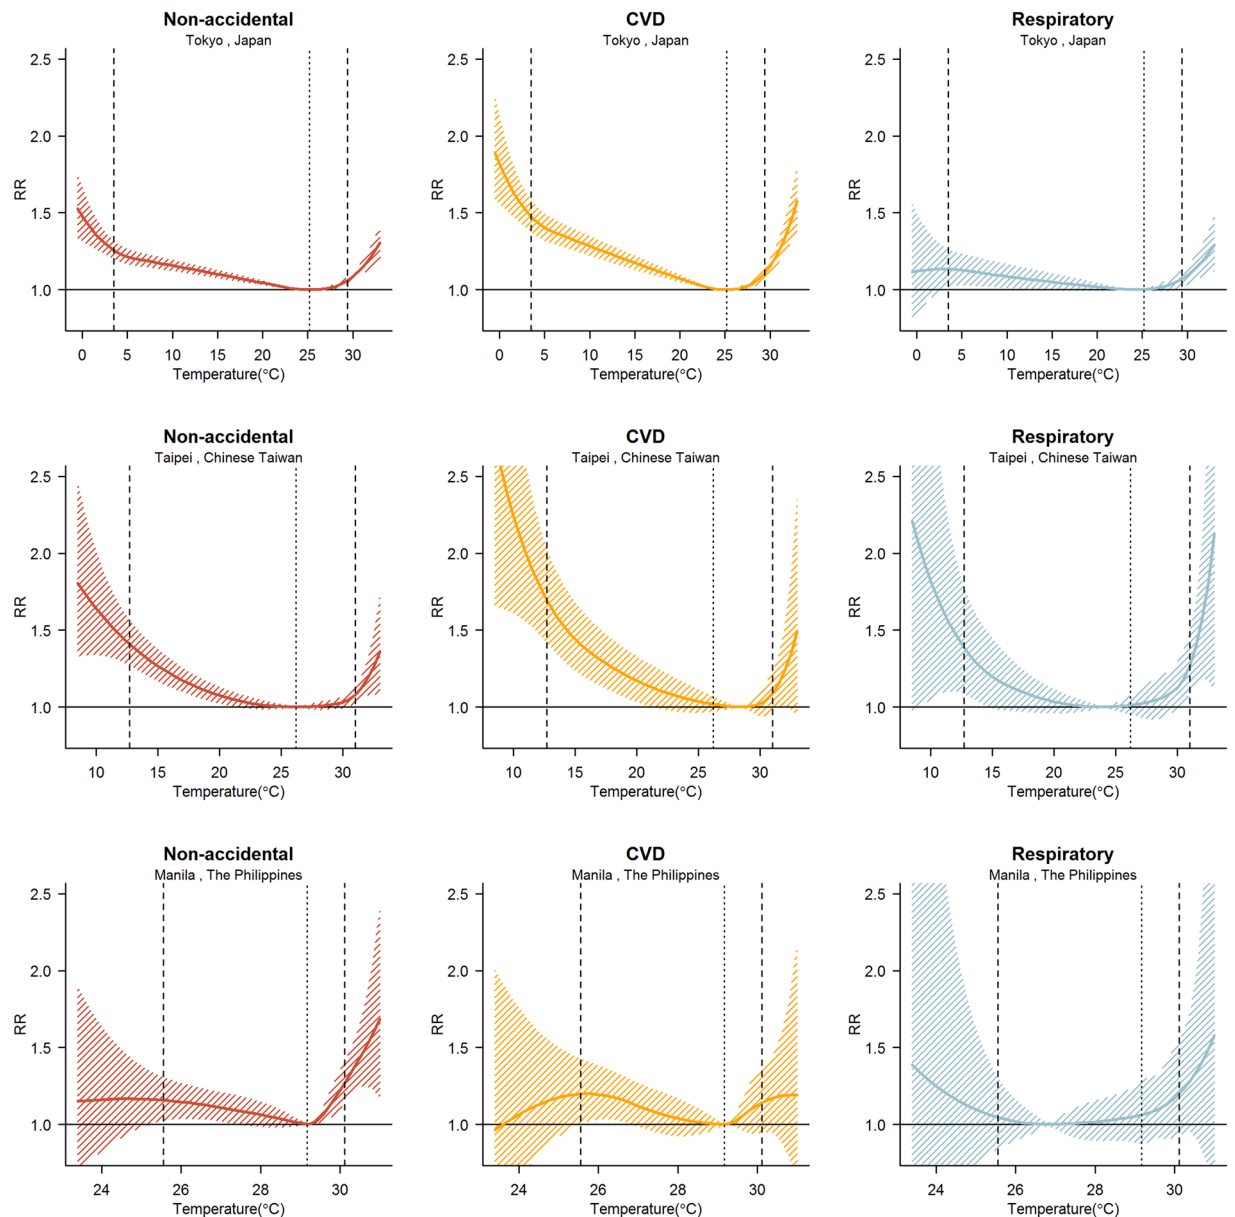 Non-accidental
Tokyo , Japan
2.5
2.0
1.5
1.0
RR
0 5 10 15 20 25 30
Temperature(°C)
CVD
Tokyo , Japan
2.5
2.0
1.5
1.0
RR
0 5 10 15 20 25 30
Temperature(°C)
Respiratory
Tokyo , Japan
2.5
2.0
1.5
1.0
RR
0 5 10 15 20 25 30
Temperature(°C)
Non-accidental
Taipei , Chinese Taiwan
2.5
2.0
1.5
1.0
RR
10 15 20 25 30
Temperature(°C)
CVD
Taipei , Chinese Taiwan
2.5
2.0
1.5
1.0
RR
10 15 20 25 30
Temperature(°C)
Respiratory
Taipei , Chinese Taiwan
2.5
2.0
1.5
1.0
RR
10 15 20 25 30
Temperature(°C)
Non-accidental
Manila , The Philippines
2.5
2.0
1.5
1.0
RR
24 26 28 30
Temperature(°C)
CVD
Manila , The Philippines
2.5
2.0
1.5
1.0
RR
24 26 28 30
Temperature(°C)
Respiratory
Manila , The Philippines
2.5
2.0
1.5
1.0
RR
24 26 28 30
Temperature(°C)